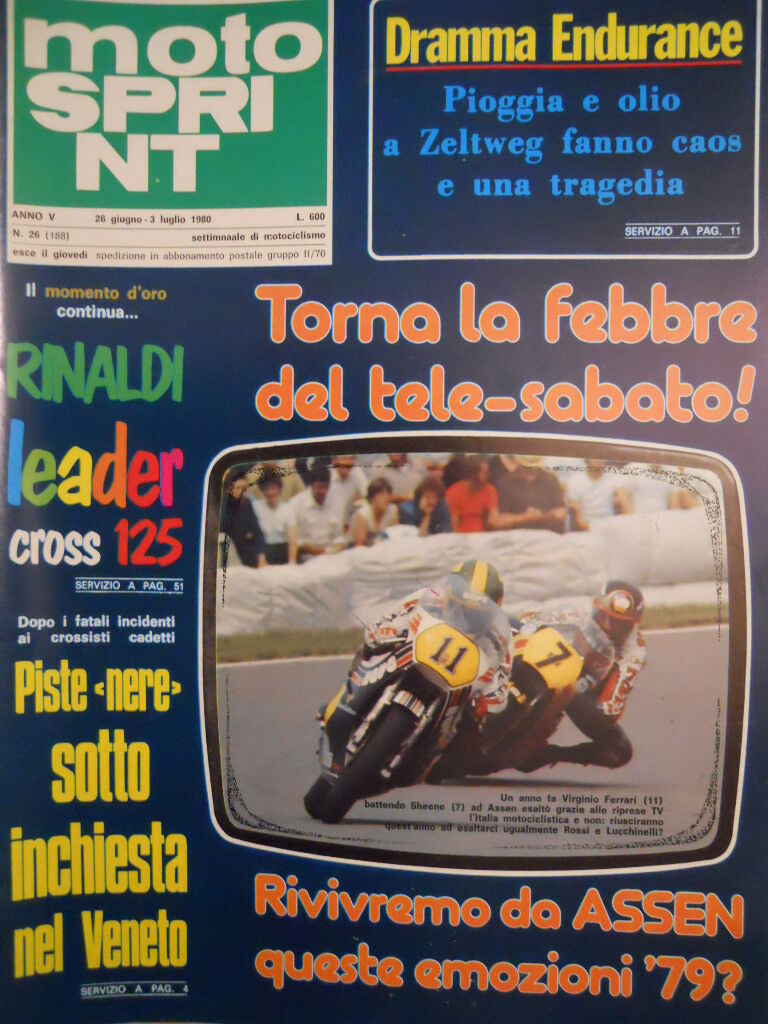 moto
SPRI
NT
ANNO V 26 giugno - 3 luglio 1980 L. 600
N. 26 (188) settimnaale di motociclismo
esce il giovedì spedizione in abbonamento postale gruppo II/70
Dramma Endurance
Pioggia e olio
a Zeltweg fanno caos
e una tragedia
SERVIZIO A PAG. 11
Il momento d'oro
continua...
RINALDI
leader
cross 125
SERVIZIO A PAG. 51
Dopo i fatali incidenti
ai crossisti cadetti
Piste «nere»
sotto
inchiesta
nel Veneto
SERVIZIO A PAG. 4
Torna la febbre
del tele-sabato!
11
7
Un anno fa Virginio Ferrari (11)
battendo Sheene (7) ad Assen esaltò grazie alle riprese TV
l'Italia motociclistica e non: riusciranno
quest'anno ad esaltarci ugualmente Rossi e Lucchinelli?
Rivivremo da ASSEN
queste emozioni '79?